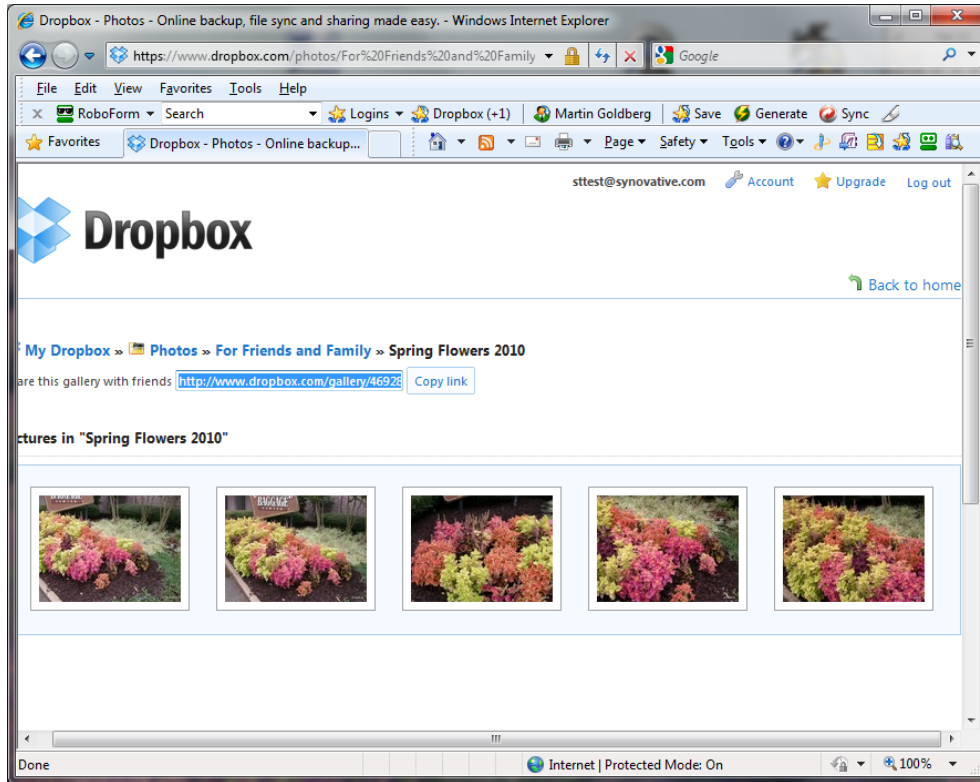 Dropbox - Photos - Online backup, file sync and sharing made easy. - Windows Internet Explorer
https://www.dropbox.com/photos/For%20Friends%20and%20Family Google
File Edit View Favorites Tools Help
x RoboForm Search Logins Dropbox (+1) Martin Goldberg Save Generate Sync
Favorites Dropbox - Photos - Online backup... Page Safety Tools
sttest@synovative.com Account Upgrade Log out
Dropbox
Back to home
My Dropbox » Photos » For Friends and Family » Spring Flowers 2010
are this gallery with friends http://www.dropbox.com/gallery/46928 Copy link
ctures in "Spring Flowers 2010"
BAGGAGE
Done Internet | Protected Mode: On 100%